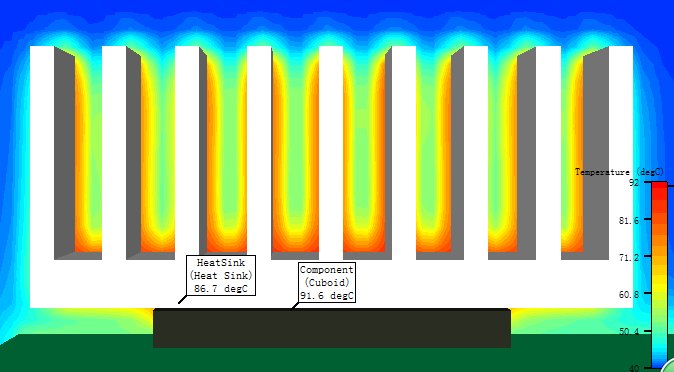 Temperature (degC)
92
81.6
71.2
60.8
50.4
40
HeatSink
(Heat Sink)
86.7 degC
Component
(Cuboid)
91.6 degC